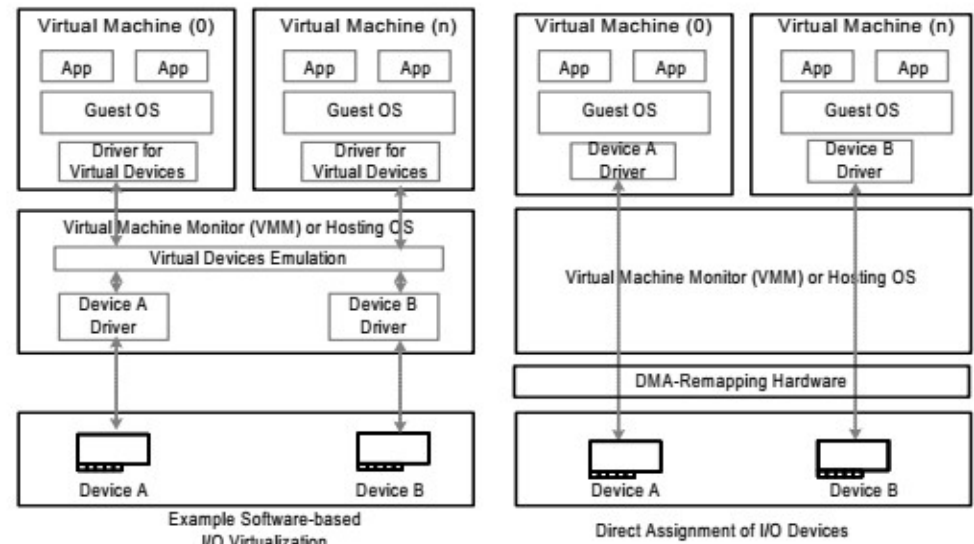 Virtual Machine (0)
App App
Guest OS
Driver for
Virtual Devices
Virtual Machine (n)
App App
Guest OS
Driver for
Virtual Devices
Virtual Machine Monitor (VMM) or Hosting OS
Virtual Devices Emulation
Device A
Driver
Device B
Driver
Device A
Device B
Example Software-based
I/O Virtualization
Virtual Machine (0)
App App
Guest OS
Device A
Driver
Virtual Machine (n)
App App
Guest OS
Device B
Driver
Virtual Machine Monitor (VMM) or Hosting OS
DMA-Remapping Hardware
Device A
Device B
Direct Assignment of I/O Devices